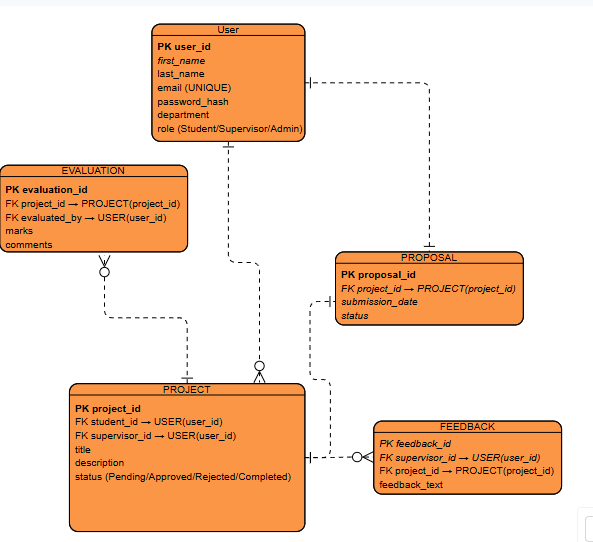 User
PK user_id
first_name
last_name
email (UNIQUE)
password_hash
department
role (Student/Supervisor/Admin)
EVALUATION
PK evaluation_id
FK project_id → PROJECT(project_id)
FK evaluated_by → USER(user_id)
marks
comments
PROPOSAL
PK proposal_id
FK project_id → PROJECT(project_id)
submission_date
status
PROJECT
PK project_id
FK student_id → USER(user_id)
FK supervisor_id → USER(user_id)
title
description
status (Pending/Approved/Rejected/Completed)
FEEDBACK
PK feedback_id
FK supervisor_id → USER(user_id)
FK project_id → PROJECT(project_id)
feedback_text